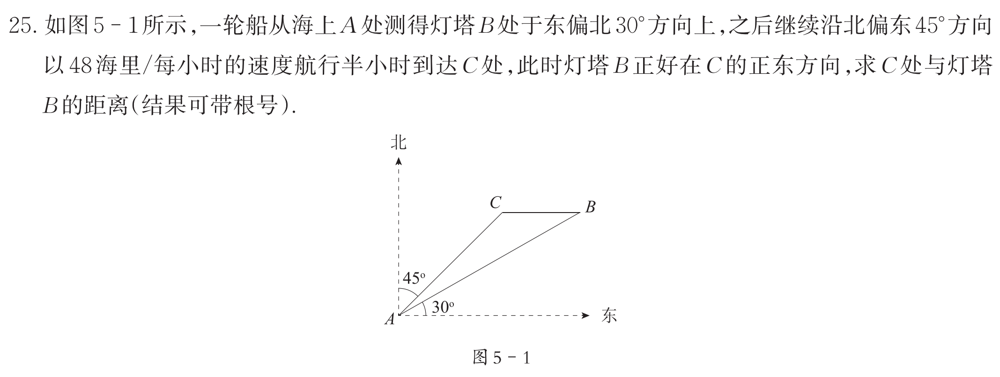 25. 如图5-1所示,一轮船从海上A处测得灯塔B处于东偏北30°方向上,之后继续沿北偏东45°方向
以48海里/每小时的速度航行半小时到达C处,此时灯塔B正好在C的正东方向,求C处与灯塔
B的距离(结果可带根号).
北
C
B
45°
30°
A
东
图5-1